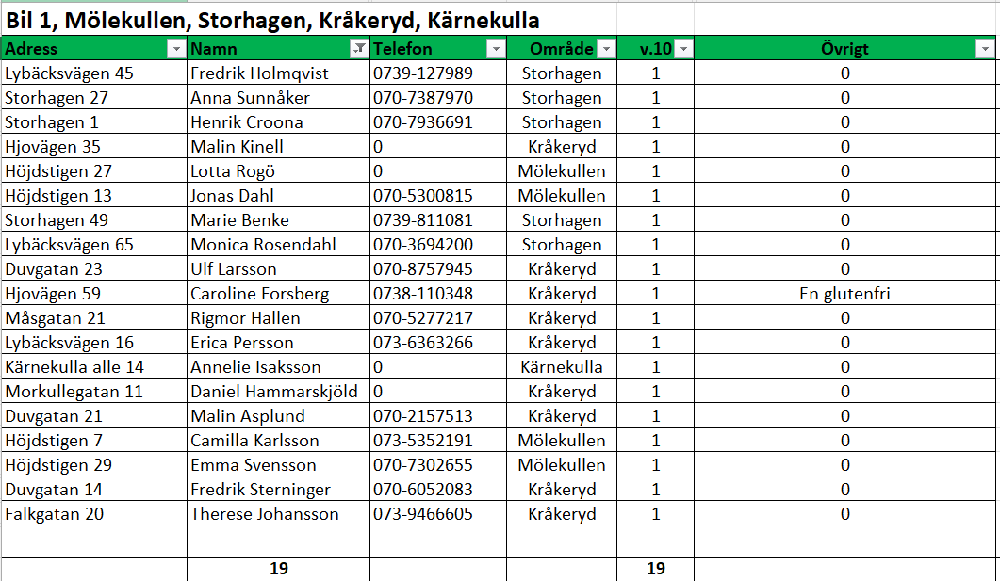 Bil 1, Mölekullen, Storhagen, Kråkeryd, Kärnekulla
Adress Namn Telefon Område v.10 Övrigt
Lybäcksvägen 45 Fredrik Holmqvist 0739-127989 Storhagen 1 0
Storhagen 27 Anna Sunnåker 070-7387970 Storhagen 1 0
Storhagen 1 Henrik Croona 070-7936691 Storhagen 1 0
Hjovägen 35 Malin Kinell 0 Kråkeryd 1 0
Höjdstigen 27 Lotta Rogö 0 Mölekullen 1 0
Höjdstigen 13 Jonas Dahl 070-5300815 Mölekullen 1 0
Storhagen 49 Marie Benke 0739-811081 Storhagen 1 0
Lybäcksvägen 65 Monica Rosendahl 070-3694200 Storhagen 1 0
Duvgatan 23 Ulf Larsson 070-8757945 Kråkeryd 1 0
Hjovägen 59 Caroline Forsberg 0738-110348 Kråkeryd 1 En glutenfri
Måsgatan 21 Rigmor Hallen 070-5277217 Kråkeryd 1 0
Lybäcksvägen 16 Erica Persson 073-6363266 Kråkeryd 1 0
Kärnekulla alle 14 Annelie Isaksson 0 Kärnekulla 1 0
Morkullegatan 11 Daniel Hammarskjöld 0 Kråkeryd 1 0
Duvgatan 21 Malin Asplund 070-2157513 Kråkeryd 1 0
Höjdstigen 7 Camilla Karlsson 073-5352191 Mölekullen 1 0
Höjdstigen 29 Emma Svensson 070-7302655 Mölekullen 1 0
Duvgatan 14 Fredrik Sterninger 070-6052083 Kråkeryd 1 0
Falkgatan 20 Therese Johansson 073-9466605 Kråkeryd 1 0
19 19